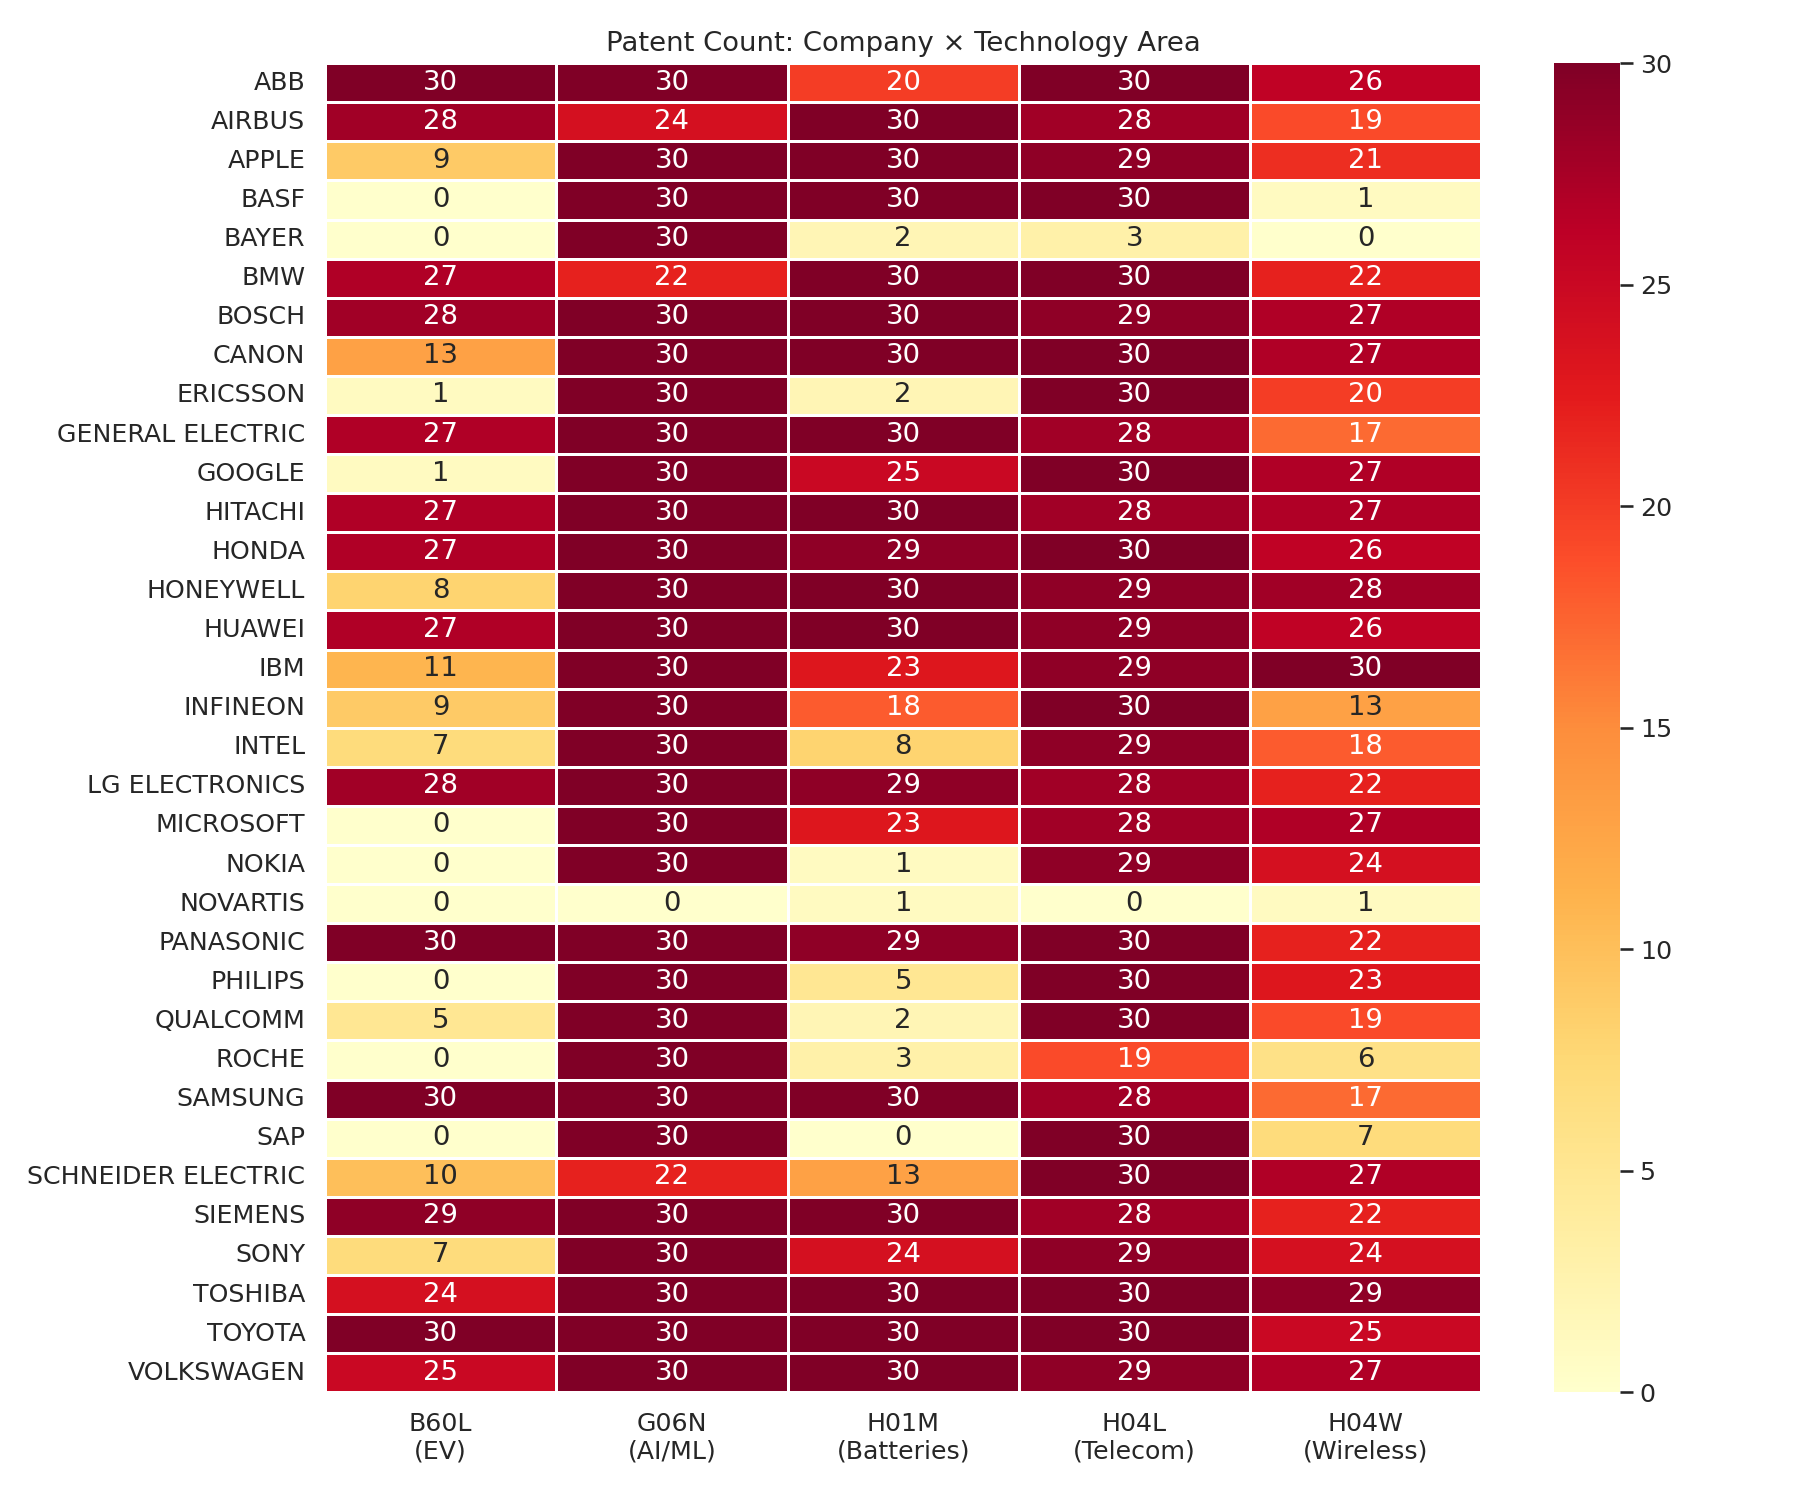 Patent Count: Company × Technology Area
ABB 30 30 20 30 26
AIRBUS 28 24 30 28 19
APPLE 9 30 30 29 21
BASF 0 30 30 30 1
BAYER 0 30 2 3 0
BMW 27 22 30 30 22
BOSCH 28 30 30 29 27
CANON 13 30 30 30 27
ERICSSON 1 30 2 30 20
GENERAL ELECTRIC 27 30 30 28 17
GOOGLE 1 30 25 30 27
HITACHI 27 30 30 28 27
HONDA 27 30 29 30 26
HONEYWELL 8 30 30 29 28
HUAWEI 27 30 30 29 26
IBM 11 30 23 29 30
INFINEON 9 30 18 30 13
INTEL 7 30 8 29 18
LG ELECTRONICS 28 30 29 28 22
MICROSOFT 0 30 23 28 27
NOKIA 0 30 1 29 24
NOVARTIS 0 0 1 0 1
PANASONIC 30 30 29 30 22
PHILIPS 0 30 5 30 23
QUALCOMM 5 30 2 30 19
ROCHE 0 30 3 19 6
SAMSUNG 30 30 30 28 17
SAP 0 30 0 30 7
SCHNEIDER ELECTRIC 10 22 13 30 27
SIEMENS 29 30 30 28 22
SONY 7 30 24 29 24
TOSHIBA 24 30 30 30 29
TOYOTA 30 30 30 30 25
VOLKSWAGEN 25 30 30 29 27
B60L G06N H01M H04L H04W
(EV) (AI/ML) (Batteries) (Telecom) (Wireless)
30
25
20
15
10
5
0